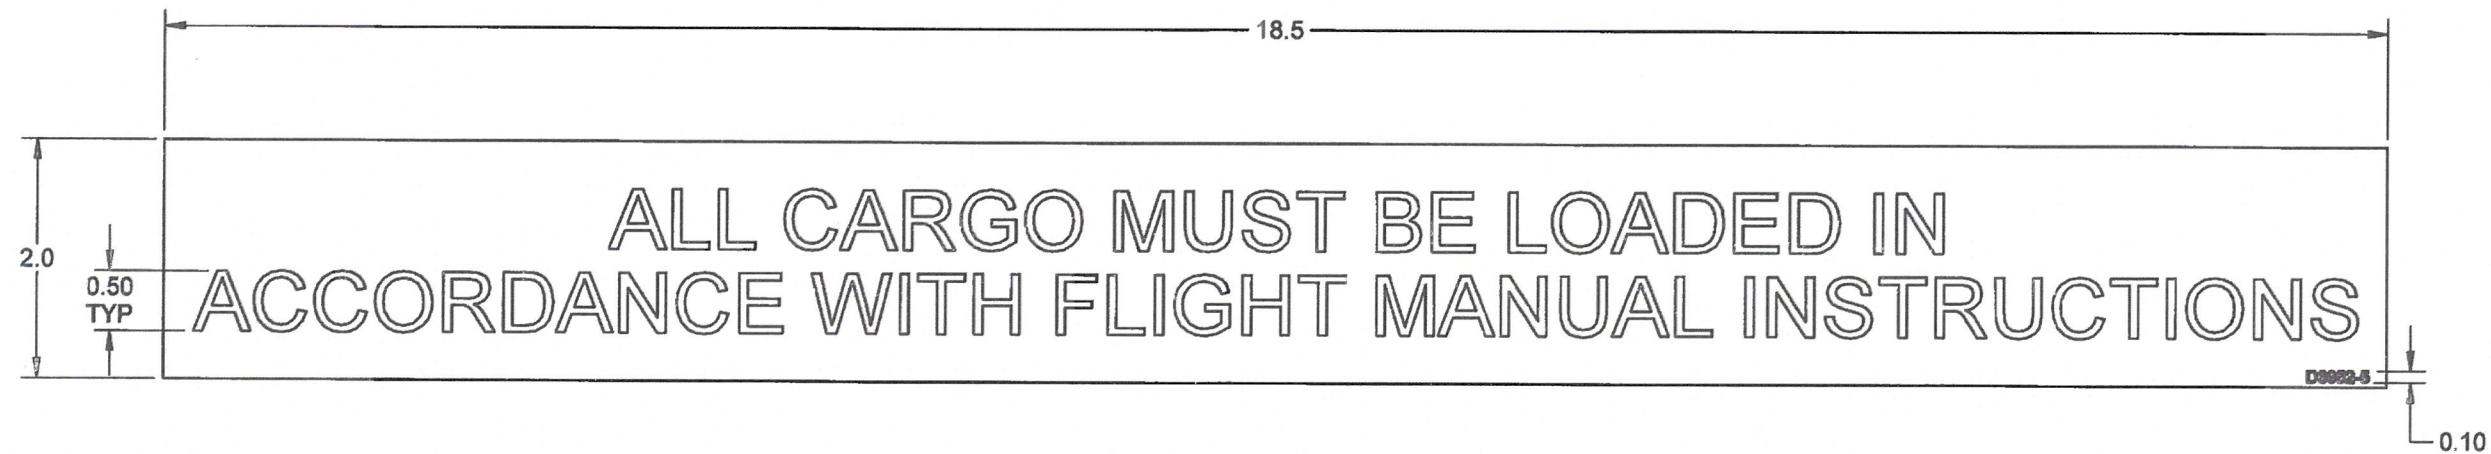 18.5
2.0
0.50
TYP
ALL CARGO MUST BE LOADED IN
ACCORDANCE WITH FLIGHT MANUAL INSTRUCTIONS
0.10